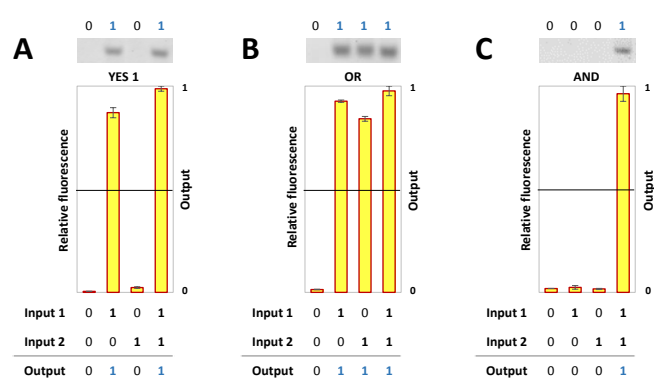 0 1 0 1
0 1 1 1
0 0 0 1
A
B
C
YES 1
OR
AND
Relative fluorescence
1
Output
0
Relative fluorescence
1
Output
0
Relative fluorescence
1
Output
0
Input 1 0 1 0 1
Input 2 0 0 1 1
Output 0 1 0 1
Input 1 0 1 0 1
Input 2 0 0 1 1
Output 0 1 1 1
Input 1 0 1 0 1
Input 2 0 0 1 1
Output 0 0 0 1